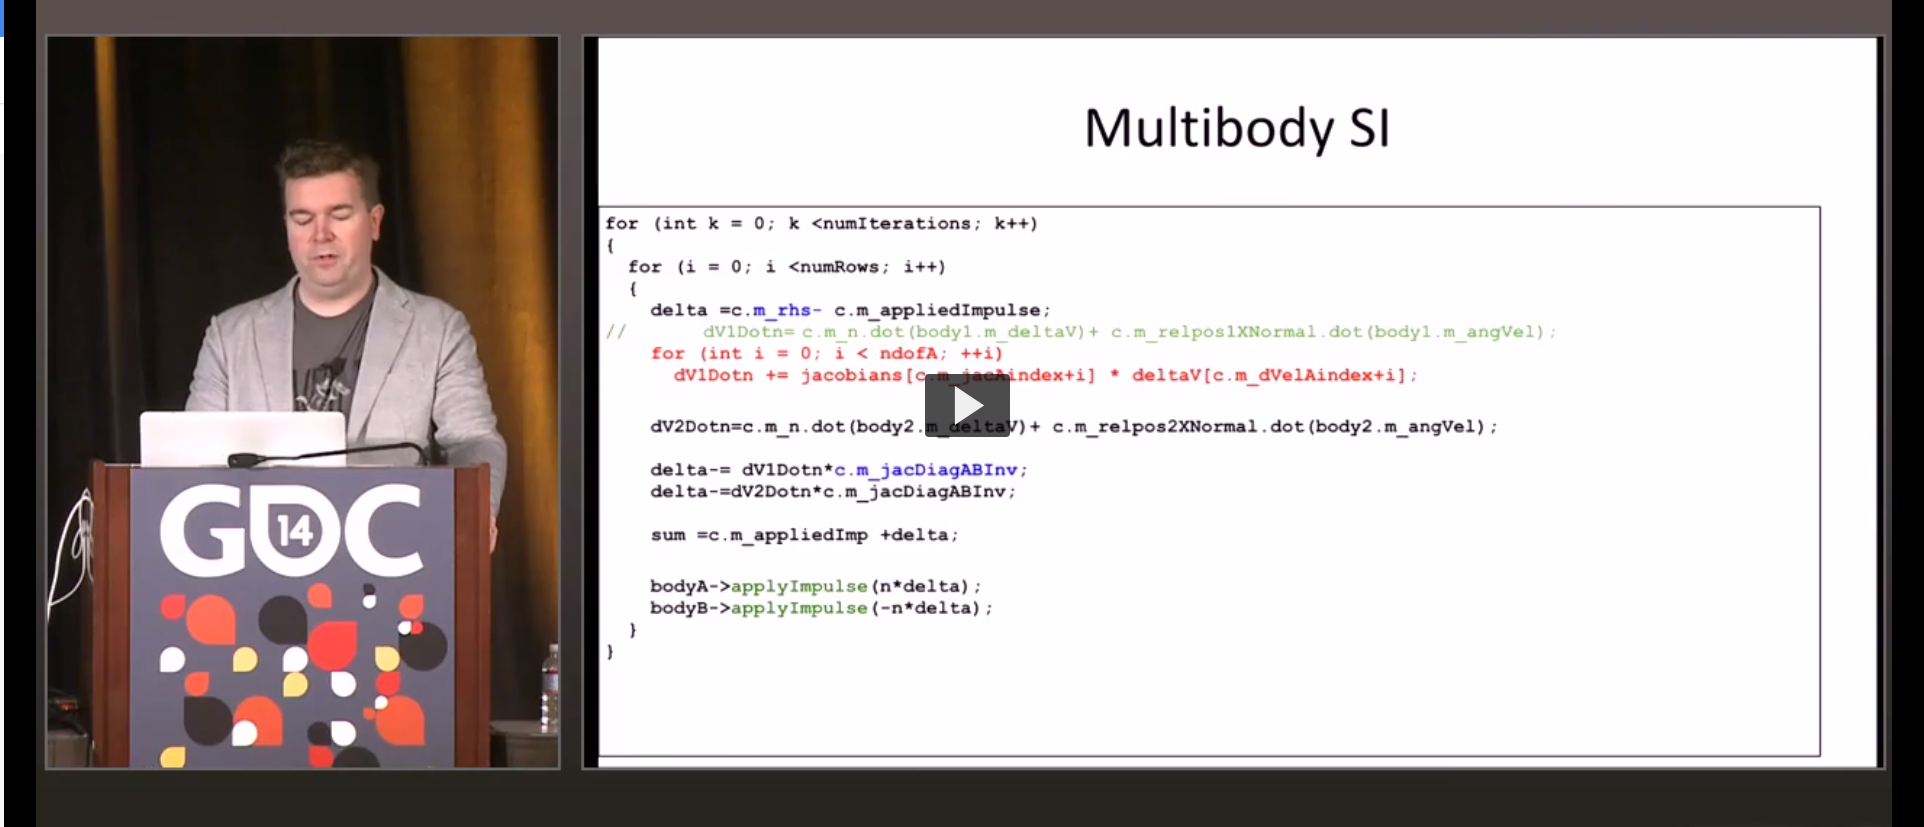 GDC
14
Multibody SI
for (int k = 0; k <numIterations; k++)
{
for (i = 0; i <numRows; i++)
{
delta =c.m_rhs- c.m_appliedImpulse;
// dV1Dotn= c.m_n.dot(body1.m_deltaV)+ c.m_relpos1XNormal.dot(body1.m_angVel);
for (int i = 0; i < ndofA; ++i)
dV1Dotn += jacobians[c.m_jacAindex+i] * deltaV[c.m_dVelAindex+i];
dV2Dotn=c.m_n.dot(body2.m_deltaV)+ c.m_relpos2XNormal.dot(body2.m_angVel);
delta-= dV1Dotn*c.m_jacDiagABInv;
delta-=dV2Dotn*c.m_jacDiagABInv;
sum =c.m_appliedImp +delta;
bodyA->applyImpulse(n*delta);
bodyB->applyImpulse(-n*delta);
}
}